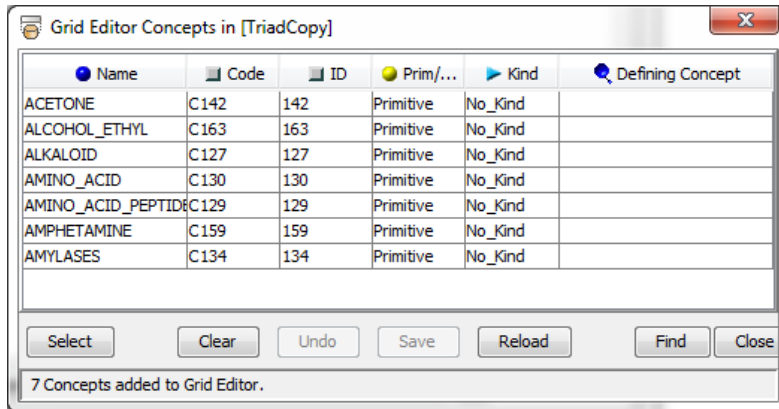 Grid Editor Concepts in [TriadCopy]
Name Code ID Prim/... Kind Defining Concept
ACETONE C142 142 Primitive No_Kind
ALCOHOL_ETHYL C163 163 Primitive No_Kind
ALKALOID C127 127 Primitive No_Kind
AMINO_ACID C130 130 Primitive No_Kind
AMINO_ACID_PEPTIDE C129 129 Primitive No_Kind
AMPHETAMINE C159 159 Primitive No_Kind
AMYLASES C134 134 Primitive No_Kind
Select Clear Undo Save Reload Find Close
7 Concepts added to Grid Editor.